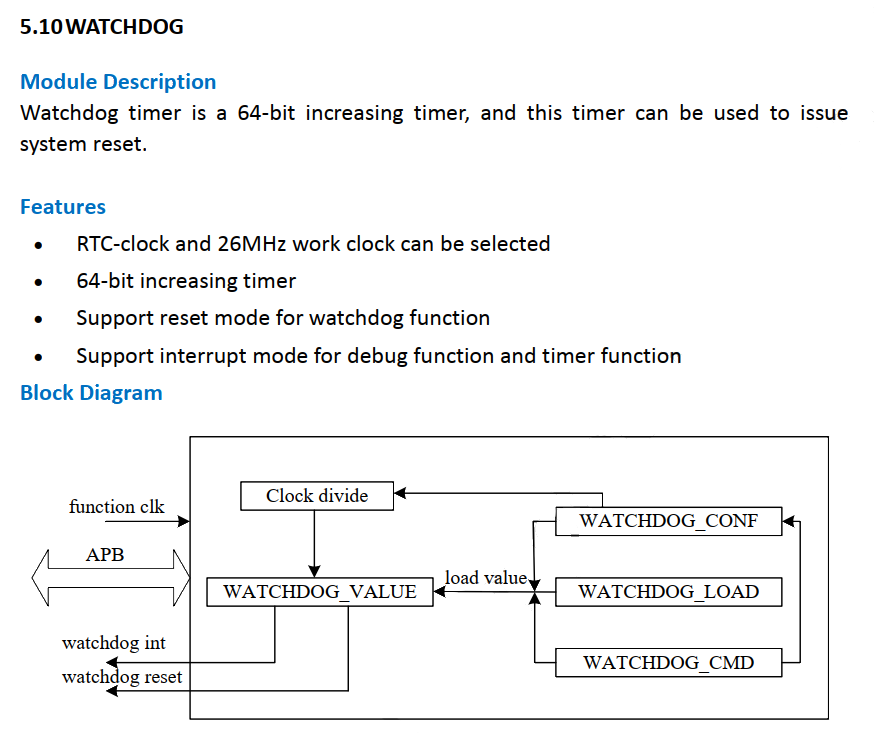 5.10WATCHDOG
Module Description
Watchdog timer is a 64-bit increasing timer, and this timer can be used to issue
system reset.
Features
• RTC-clock and 26MHz work clock can be selected
• 64-bit increasing timer
• Support reset mode for watchdog function
• Support interrupt mode for debug function and timer function
Block Diagram
Clock divide
function clk
WATCHDOG_CONF
APB
load value
WATCHDOG_VALUE
WATCHDOG_LOAD
watchdog int
WATCHDOG_CMD
watchdog reset